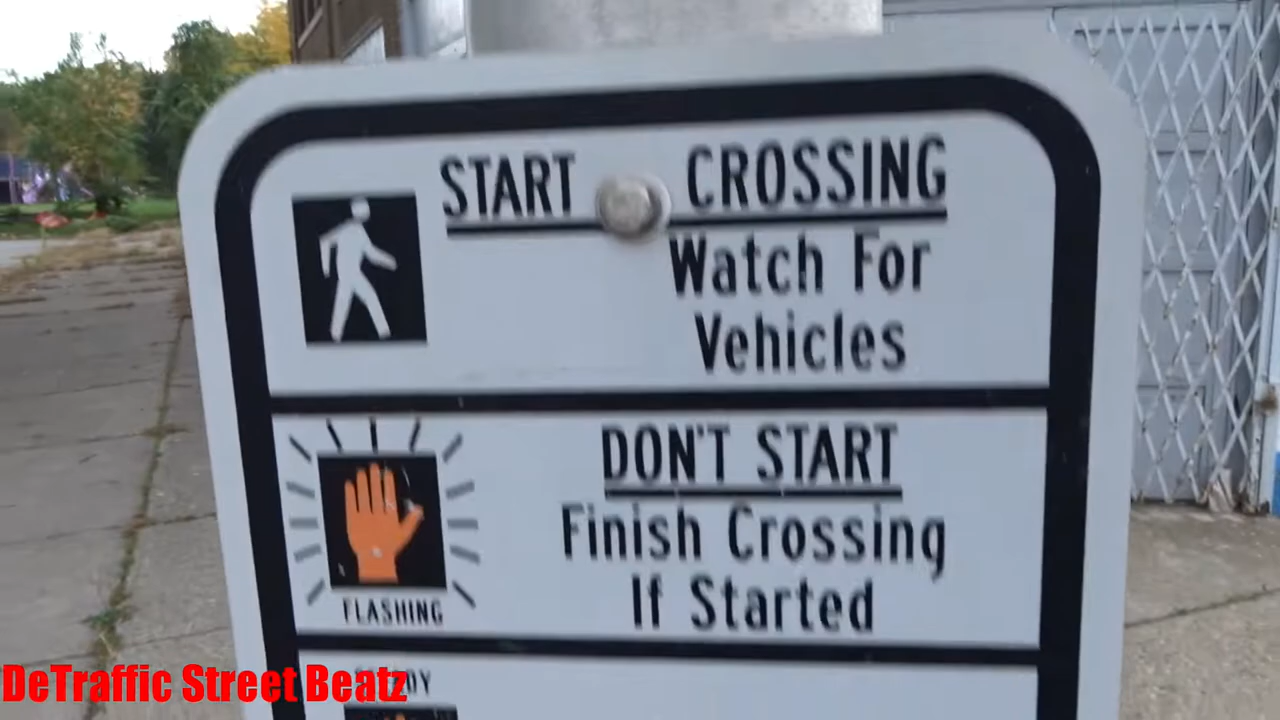 START CROSSING
Watch For
Vehicles
DON'T START
Finish Crossing
If Started
FLASHING
DeTraffic Street Beatz